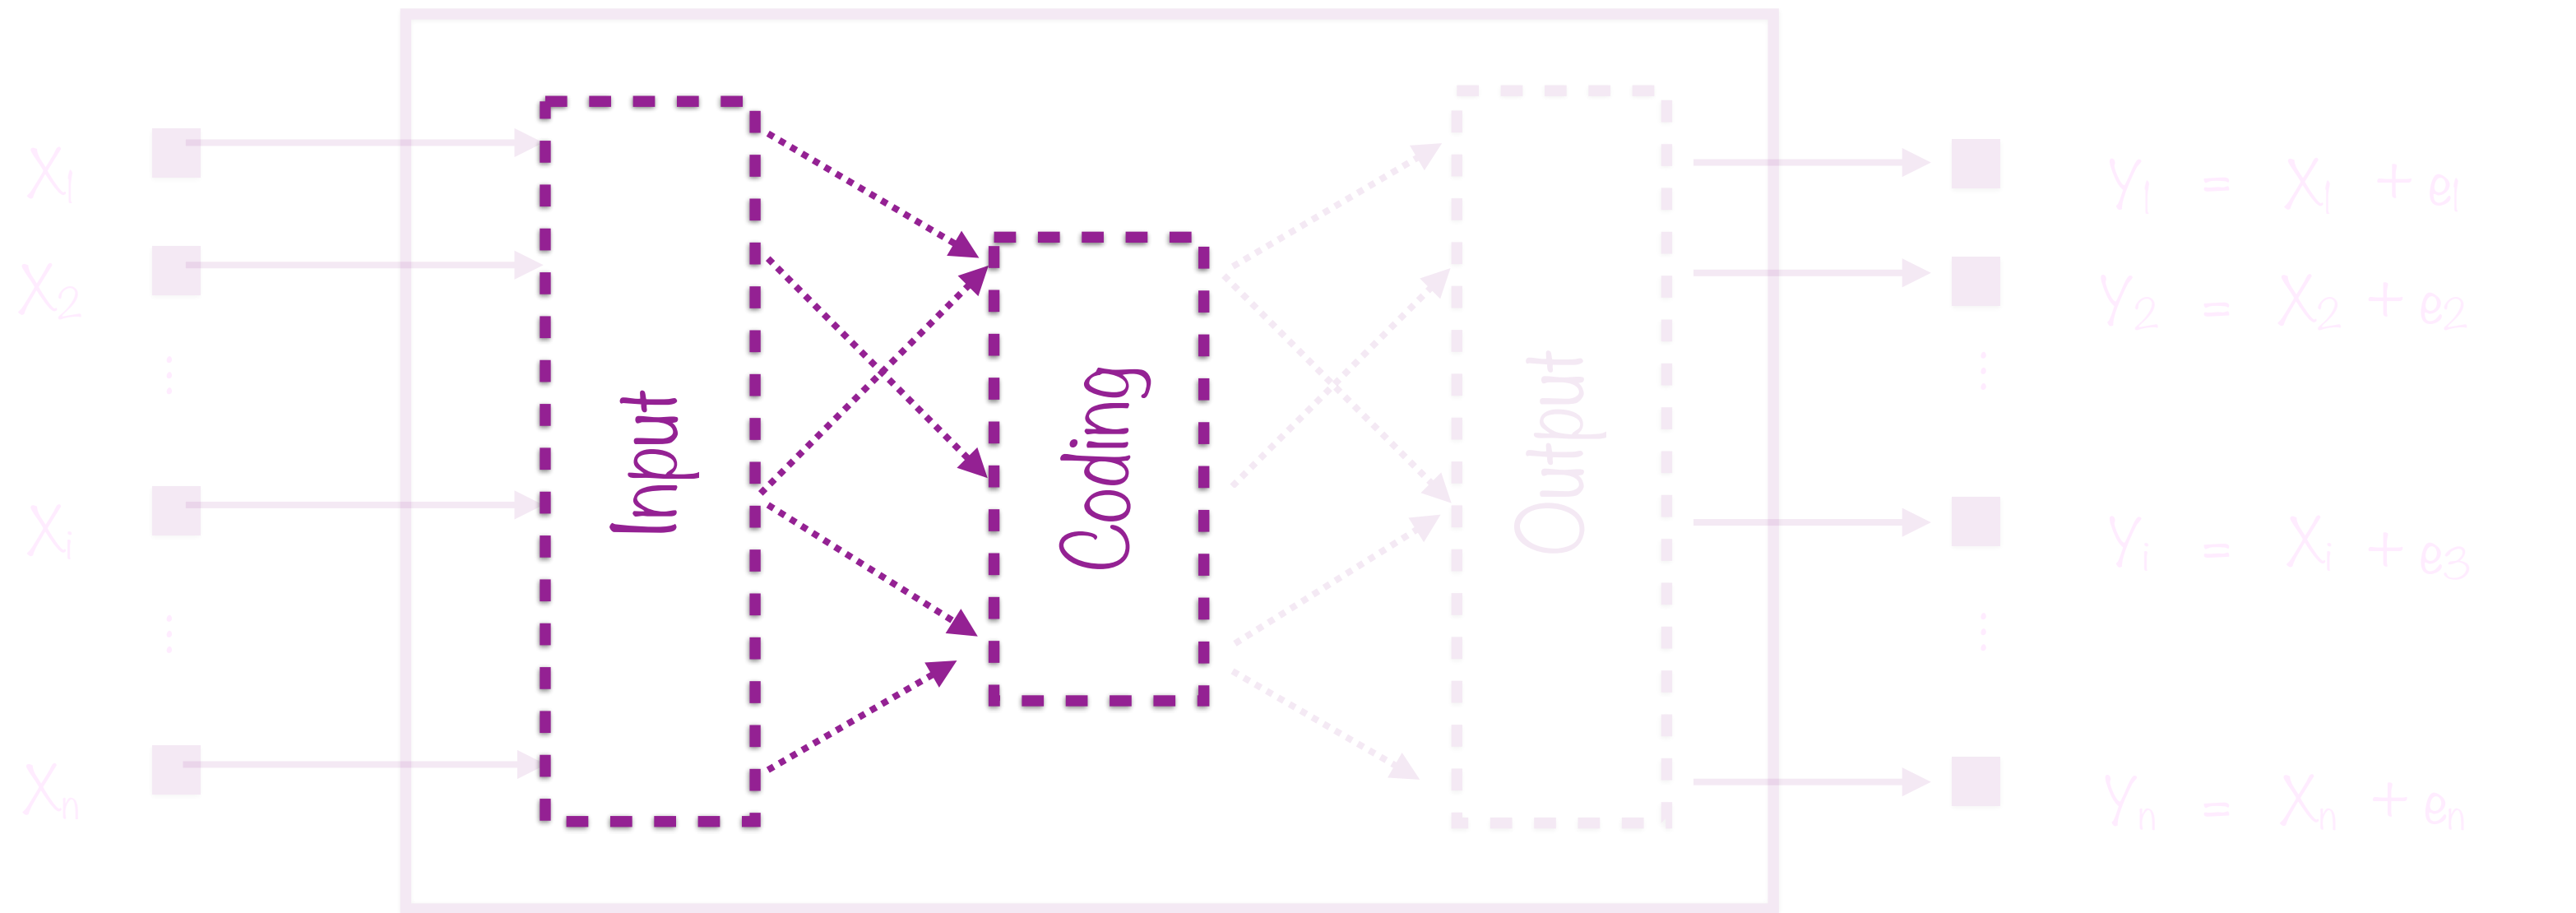 X1
Y1 = X1 + e1
X2
Y2 = X2 + e2
⋮
⋮
Input
Coding
Output
Xi
Yi = Xi + e3
⋮
⋮
Xn
Yn = Xn + en